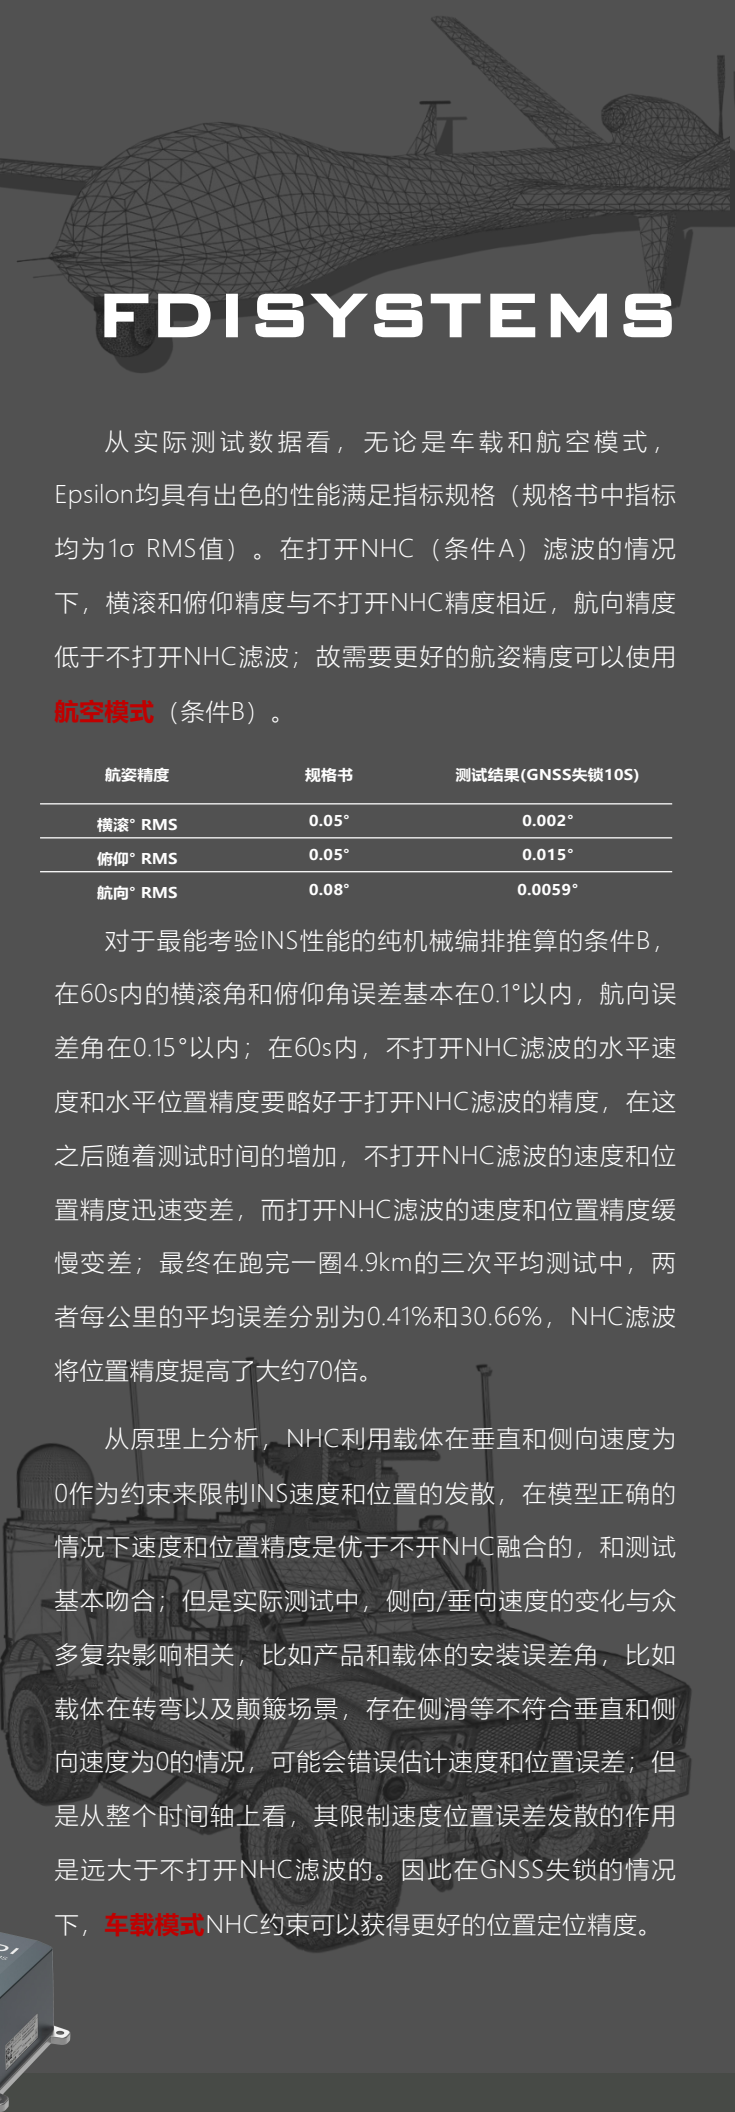 FDISYSTEMS
从实际测试数据看，无论是车载和航空模式，
Epsilon均具有出色的性能满足指标规格（规格书中指标
均为1σ RMS值）。在打开NHC（条件A）滤波的情况
下，横滚和俯仰精度与不打开NHC精度相近，航向精度
低于不打开NHC滤波；故需要更好的航姿精度可以使用
航空模式（条件B）。
航姿精度 规格书 测试结果(GNSS失锁10S)
横滚° RMS 0.05° 0.002°
俯仰° RMS 0.05° 0.015°
航向° RMS 0.08° 0.0059°
对于最能考验INS性能的纯机械编排推算的条件B，
在60s内的横滚角和俯仰角误差基本在0.1°以内，航向误
差角在0.15°以内；在60s内，不打开NHC滤波的水平速
度和水平位置精度要略好于打开NHC滤波的精度，在这
之后随着测试时间的增加，不打开NHC滤波的速度和位
置精度迅速变差，而打开NHC滤波的速度和位置精度缓
慢变差；最终在跑完一圈4.9km的三次平均测试中，两
者每公里的平均误差分别为0.41%和30.66%，NHC滤波
将位置精度提高了大约70倍。
从原理上分析，NHC利用载体在垂直和侧向速度为
0作为约束来限制INS速度和位置的发散，在模型正确的
情况下速度和位置精度是优于不开NHC融合的，和测试
基本吻合；但是实际测试中，侧向/垂向速度的变化与众
多复杂影响相关，比如产品和载体的安装误差角，比如
载体在转弯以及颠簸场景，存在侧滑等不符合垂直和侧
向速度为0的情况，可能会错误估计速度和位置误差；但
是从整个时间轴上看，其限制速度位置误差发散的作用
是远大于不打开NHC滤波的。因此在GNSS失锁的情况
下，车载模式NHC约束可以获得更好的位置定位精度。